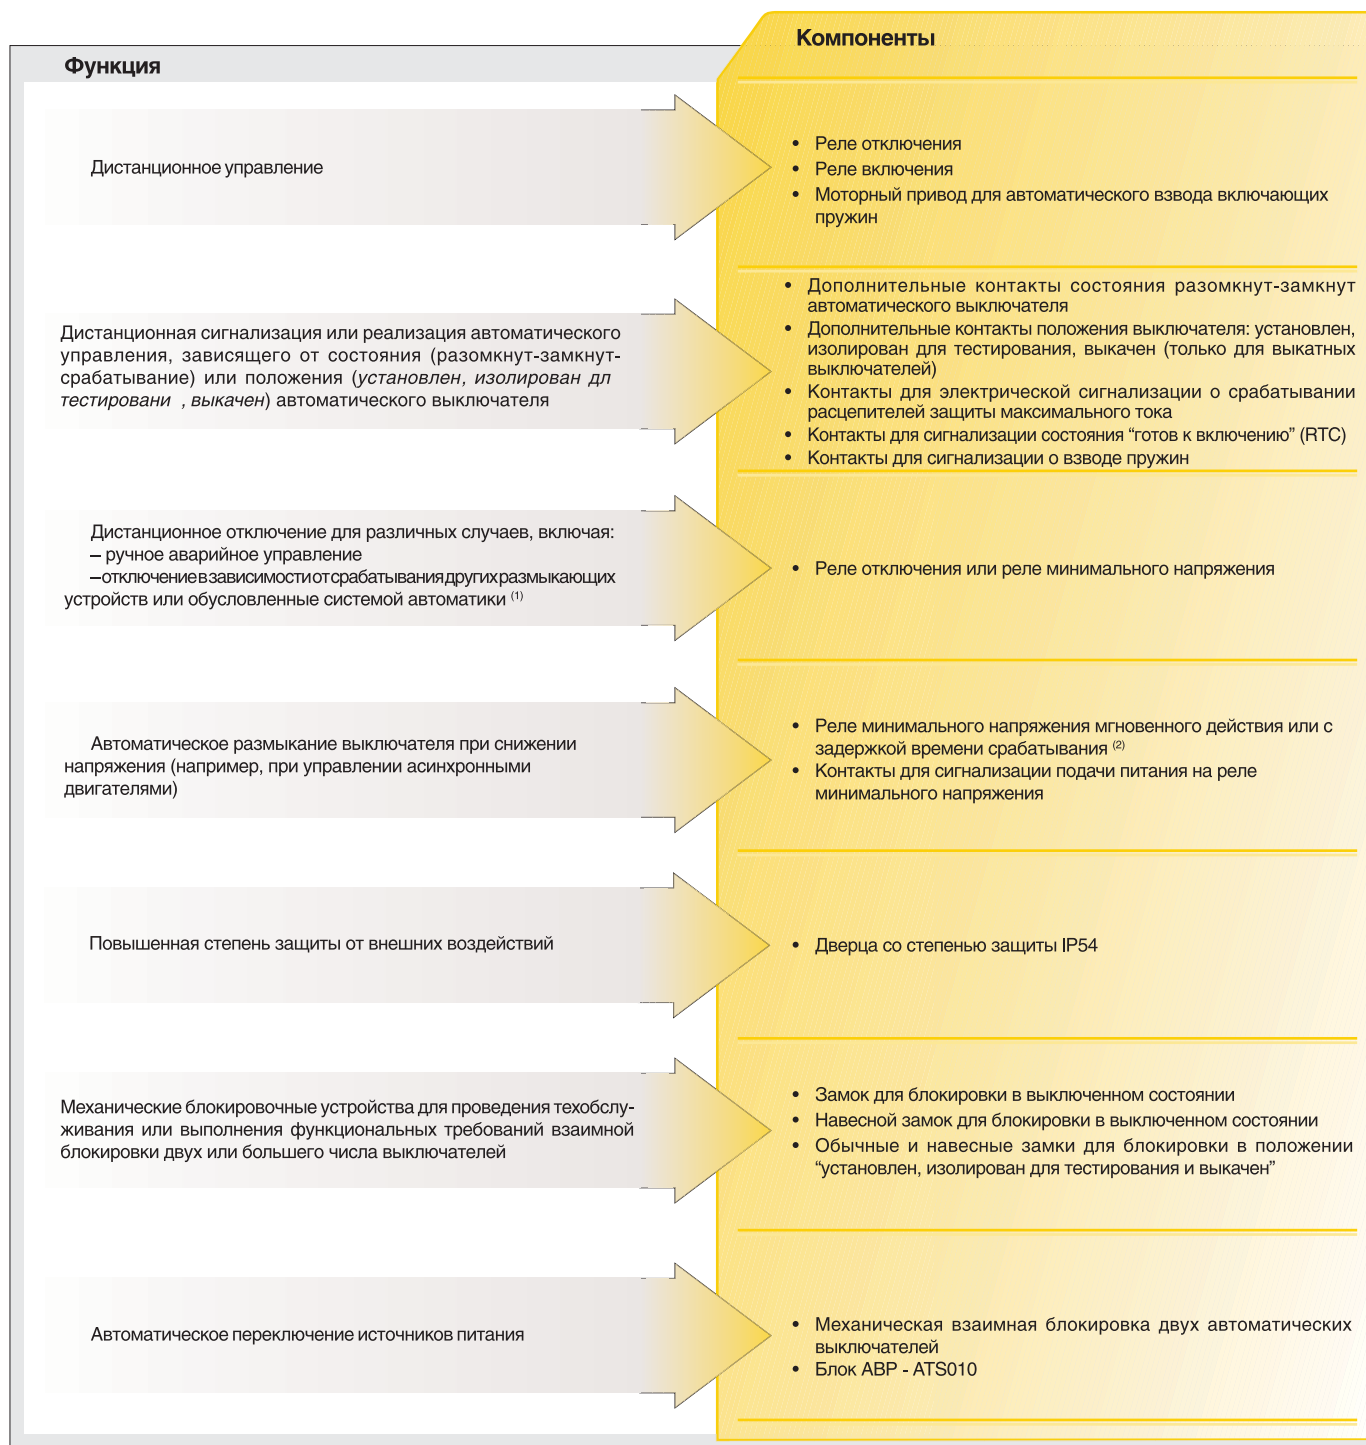 Компоненты
Функция
Дистанционное управление
• Реле отключения
• Реле включения
• Моторный привод для автоматического взвода включающих
пружин
Дистанционная сигнализация или реализация автоматического
управления, зависящего от состояния (разомкнут-замкнут-
срабатывание) или положения (установлен, изолирован дл
тестировани , выкачен) автоматического выключателя
• Дополнительные контакты состояния разомкнут-замкнут
автоматического выключателя
• Дополнительные контакты положения выключателя: установлен,
изолирован для тестирования, выкачен (только для выкатных
выключателей)
• Контакты для электрической сигнализации о срабатывании
расцепителей защиты максимального тока
• Контакты для сигнализации состояния “готов к включению” (RTC)
• Контакты для сигнализации о взводе пружин
Дистанционное отключение для различных случаев, включая:
– ручное аварийное управление
– отключение в зависимости от срабатывания других размыкающих
устройств или обусловленные системой автоматики (1)
• Реле отключения или реле минимального напряжения
Автоматическое размыкание выключателя при снижении
напряжения (например, при управлении асинхронными
двигателями)
• Реле минимального напряжения мгновенного действия или с
задержкой времени срабатывания (2)
• Контакты для сигнализации подачи питания на реле
минимального напряжения
Повышенная степень защиты от внешних воздействий
• Дверца со степенью защиты IP54
Механические блокировочные устройства для проведения техобслу-
живания или выполнения функциональных требований взаимной
блокировки двух или большего числа выключателей
• Замок для блокировки в выключенном состоянии
• Навесной замок для блокировки в выключенном состоянии
• Обычные и навесные замки для блокировки в положении
“установлен, изолирован для тестирования и выкачен”
Автоматическое переключение источников питания
• Механическая взаимная блокировка двух автоматических
выключателей
• Блок АВР - ATS010